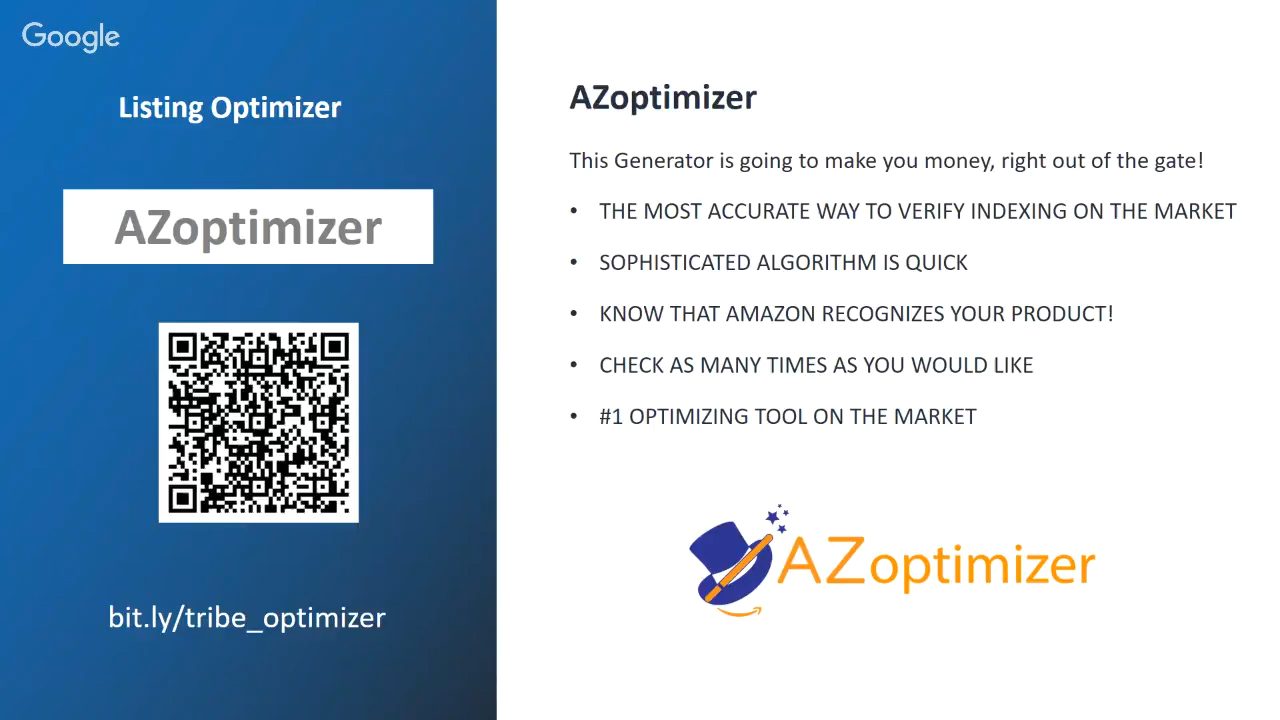 Google
Listing Optimizer
AZoptimizer
bit.ly/tribe_optimizer
AZoptimizer
This Generator is going to make you money, right out of the gate!
• THE MOST ACCURATE WAY TO VERIFY INDEXING ON THE MARKET
• SOPHISTICATED ALGORITHM IS QUICK
• KNOW THAT AMAZON RECOGNIZES YOUR PRODUCT!
• CHECK AS MANY TIMES AS YOU WOULD LIKE
• #1 OPTIMIZING TOOL ON THE MARKET
AZoptimizer